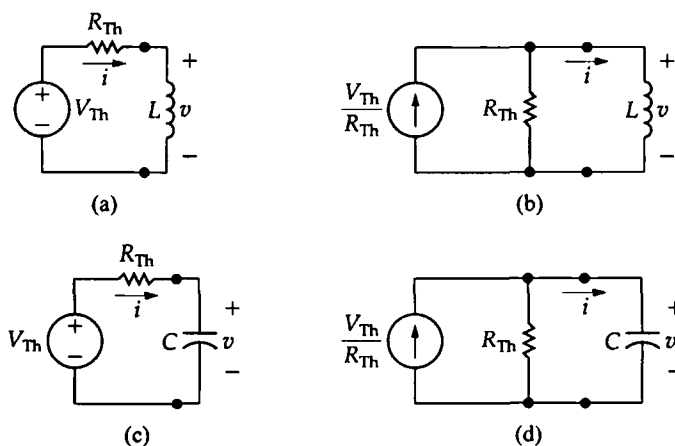 R_Th
+ V_Th − i L + v −
(a)
V_Th/R_Th R_Th i L + v −
(b)
R_Th
V_Th + − i C + v −
(c)
V_Th/R_Th R_Th i C + v −
(d)